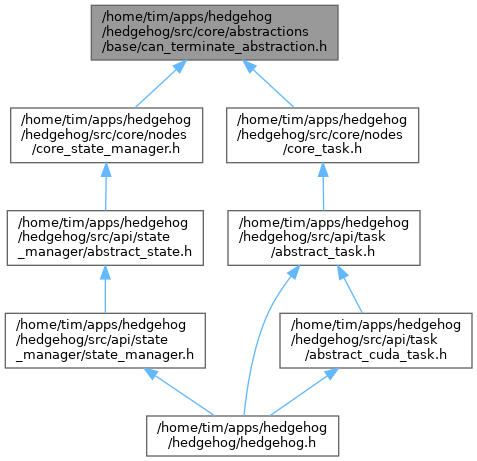 /home/tim/apps/hedgehog
/hedgehog/src/core/abstractions
/base/can_terminate_abstraction.h
/home/tim/apps/hedgehog
/hedgehog/src/core/nodes
/core_state_manager.h
/home/tim/apps/hedgehog
/hedgehog/src/core/nodes
/core_task.h
/home/tim/apps/hedgehog
/hedgehog/src/api/state
_manager/abstract_state.h
/home/tim/apps/hedgehog
/hedgehog/src/api/task
/abstract_task.h
/home/tim/apps/hedgehog
/hedgehog/src/api/state
_manager/state_manager.h
/home/tim/apps/hedgehog
/hedgehog/src/api/task
/abstract_cuda_task.h
/home/tim/apps/hedgehog
/hedgehog/hedgehog.h